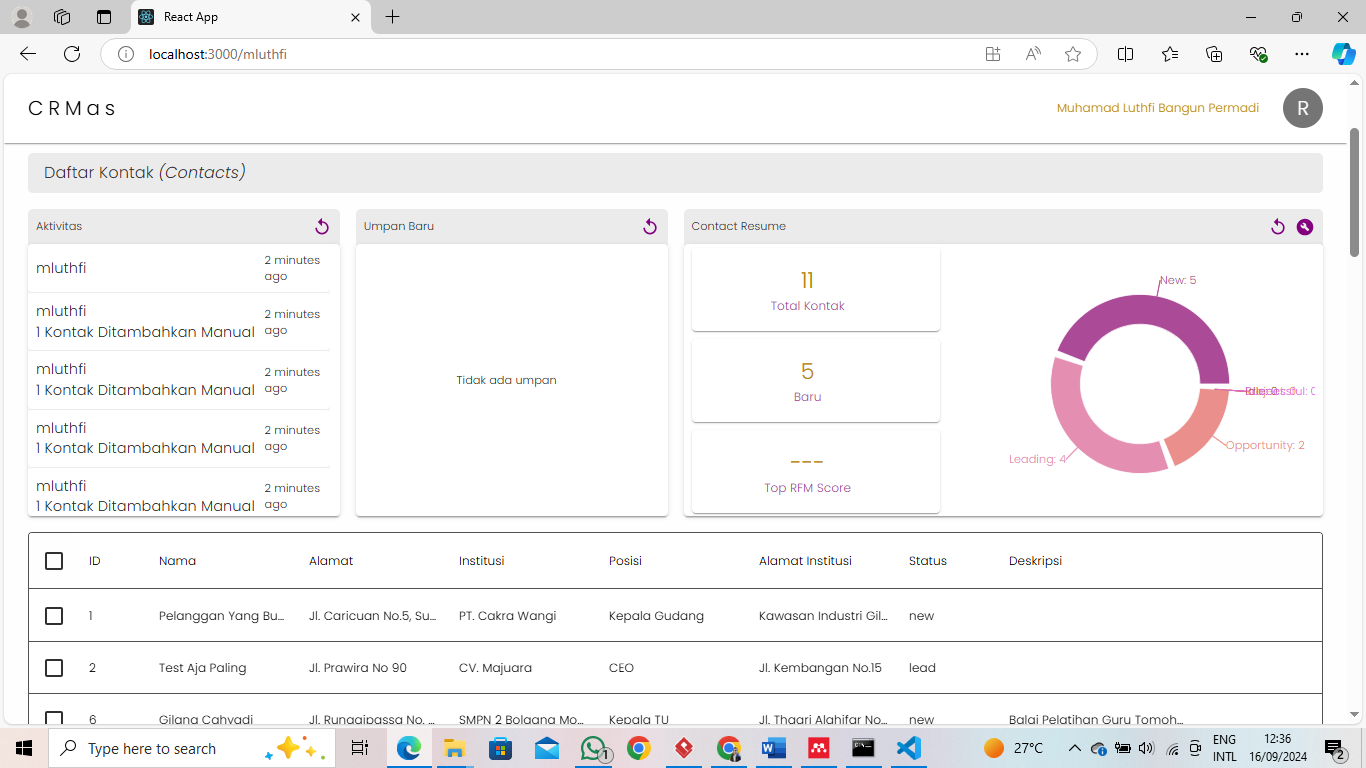 React App
localhost:3000/mluthfi
CRMas
Muhamad Luthfi Bangun Permadi
R
Daftar Kontak (Contacts)
Aktivitas
mluthfi
2 minutes
ago
mluthfi
1 Kontak Ditambahkan Manual
2 minutes
ago
mluthfi
1 Kontak Ditambahkan Manual
2 minutes
ago
mluthfi
1 Kontak Ditambahkan Manual
2 minutes
ago
mluthfi
1 Kontak Ditambahkan Manual
2 minutes
ago
Umpan Baru
Tidak ada umpan
Contact Resume
11
Total Kontak
5
Baru
---
Top RFM Score
New: 5
Opportunity: 2
Leading: 4
ID Nama Alamat Institusi Posisi Alamat Institusi Status Deskripsi
1 Pelanggan Yang Bu... Jl. Caricuan No.5, Su... PT. Cakra Wangi Kepala Gudang Kawasan Industri Gil... new
2 Test Aja Paling Jl. Prawira No 90 CV. Majuara CEO Jl. Kembangan No.15 lead
6 Gilang Cahyadi Jl. Rungaipassa No. ... SMPN 2 Bolaang Mo... Kepala TU Jl. Thagri Alahifar No... new Balai Pelatihan Guru Tomoh...
Type here to search
1
27°C
ENG
INTL
12:36
16/09/2024
2